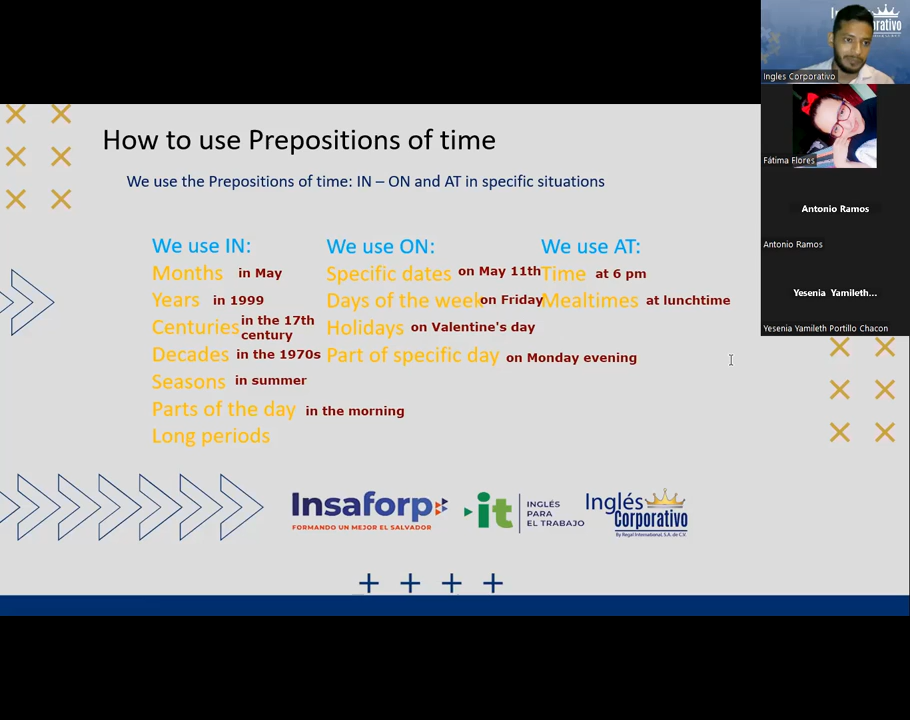 How to use Prepositions of time
We use the Prepositions of time: IN – ON and AT in specific situations
We use IN:
Months in May
Years in 1999
Centuries in the 17th century
Decades in the 1970s
Seasons in summer
Parts of the day in the morning
Long periods
We use ON:
Specific dates on May 11th
Days of the week on Friday
Holidays on Valentine's day
Part of specific day on Monday evening
We use AT:
Time at 6 pm
Mealtimes at lunchtime
Insaforp
FORMANDO UN MEJOR EL SALVADOR
it
INGLÉS
PARA
EL TRABAJO
Inglés
Corporativo
By Regal International, S.A. de C.V.
Ingles Corporativo
Fátima Flores
Antonio Ramos
Antonio Ramos
Yesenia Yamileth...
Yesenia Yamileth Portillo Chacon